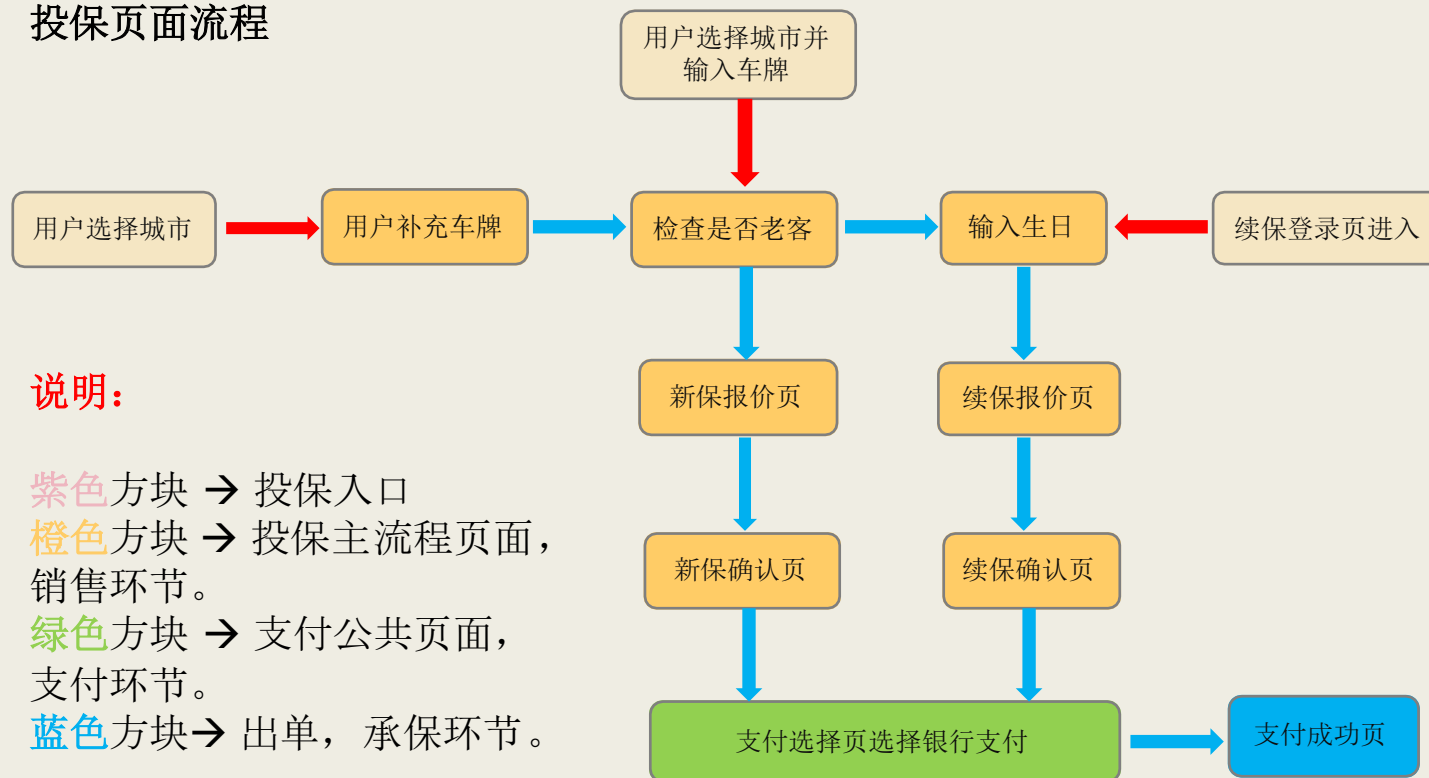 投保页面流程
用户选择城市并
输入车牌
用户选择城市
用户补充车牌
检查是否老客
输入生日
续保登录页进入
新保报价页
续保报价页
说明：
紫色方块 → 投保入口
橙色方块 → 投保主流程页面，
销售环节。
绿色方块 → 支付公共页面，
支付环节。
蓝色方块→ 出单，承保环节。
新保确认页
续保确认页
支付选择页选择银行支付
支付成功页